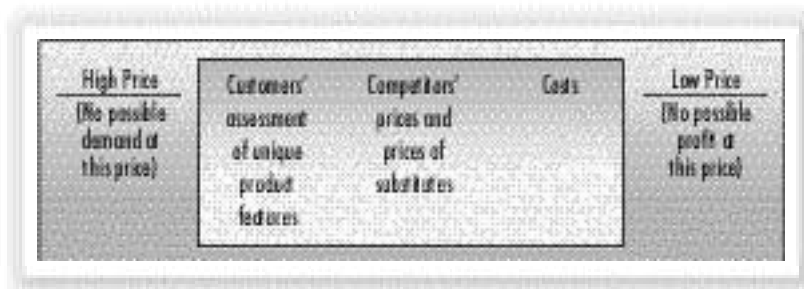 High Price
(No possible
demand at
this price)
Customers'
assessment
of unique
product
features
Competitors'
prices and
prices of
substitutes
Costs
Low Price
(No possible
profit at
this price)